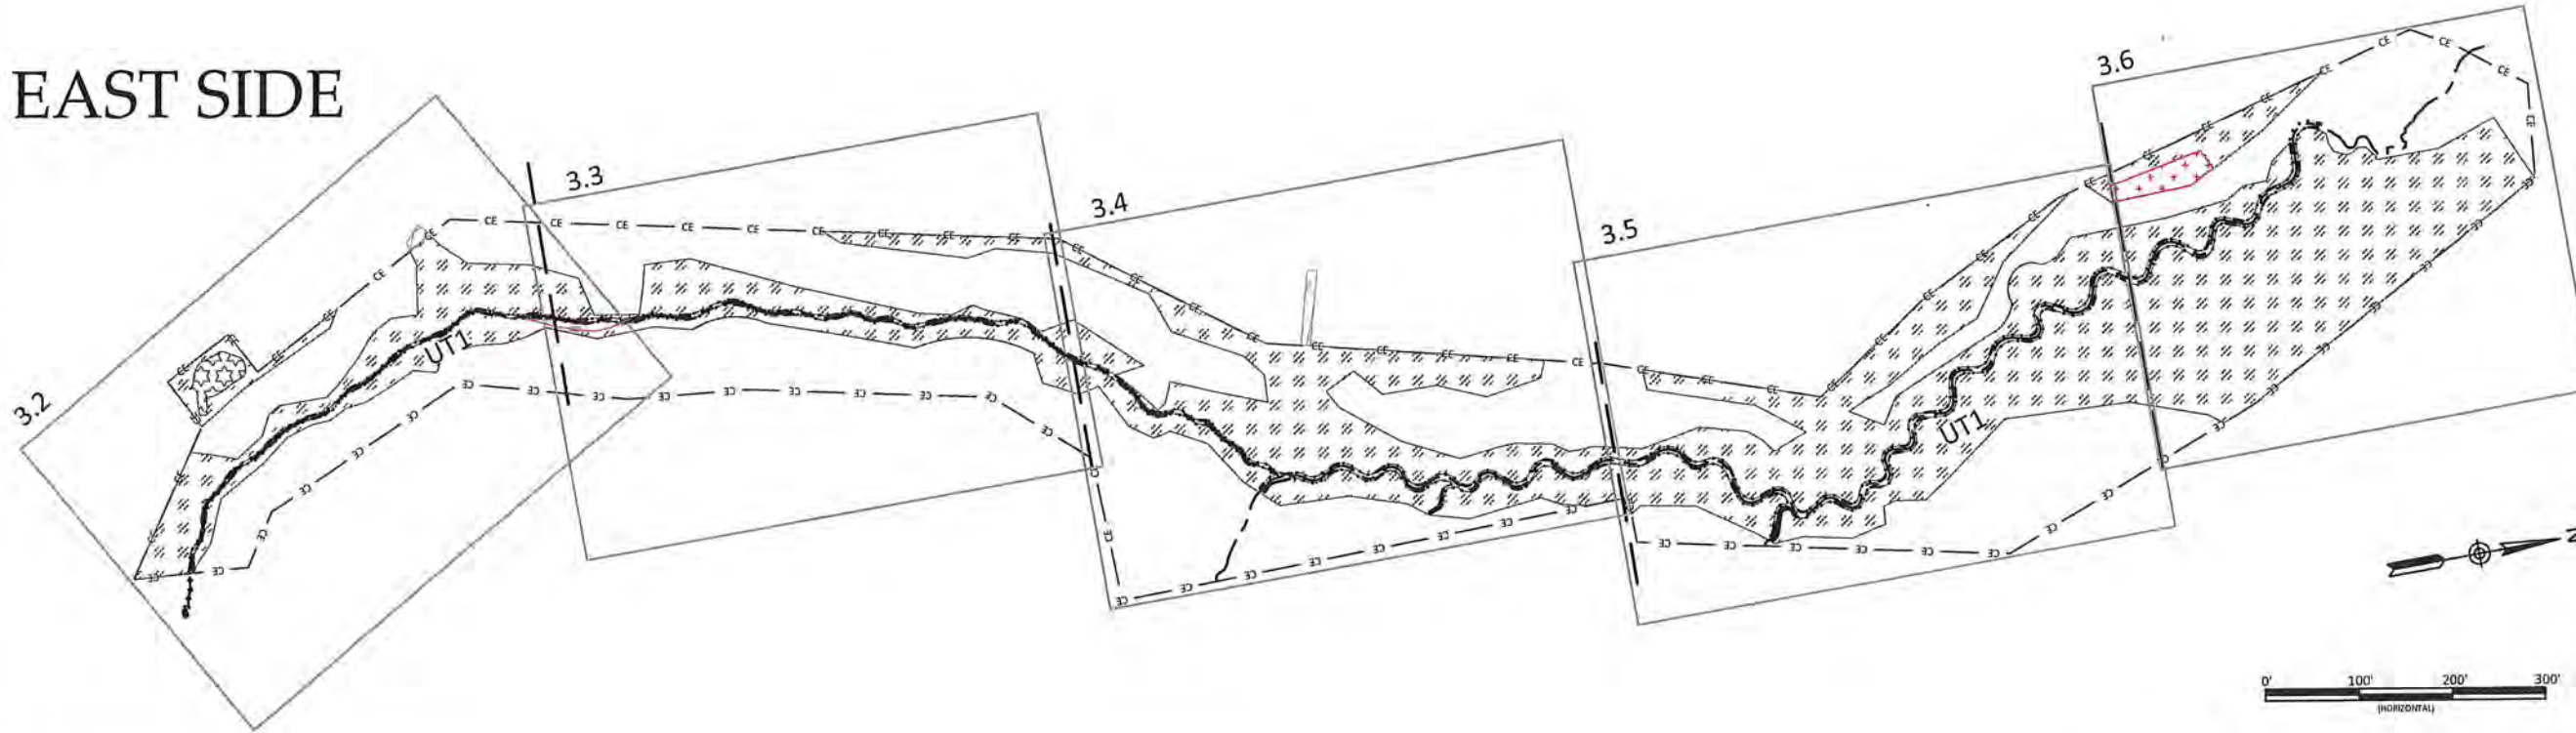 EAST SIDE
3.2
3.3
3.4
3.5
3.6
UT1
UT1
CE
N
0' 100' 200' 300'
(HORIZONTAL)